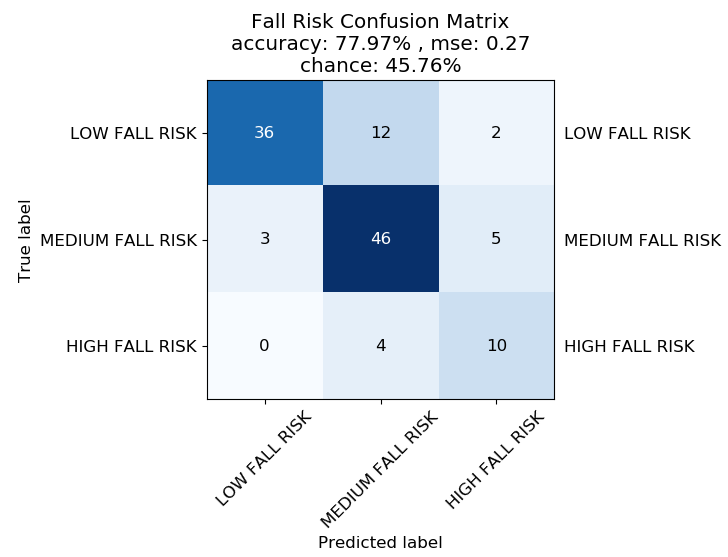 Fall Risk Confusion Matrix
accuracy: 77.97% , mse: 0.27
chance: 45.76%
True label
LOW FALL RISK 36 12 2 LOW FALL RISK
MEDIUM FALL RISK 3 46 5 MEDIUM FALL RISK
HIGH FALL RISK 0 4 10 HIGH FALL RISK
LOW FALL RISK MEDIUM FALL RISK HIGH FALL RISK
Predicted label